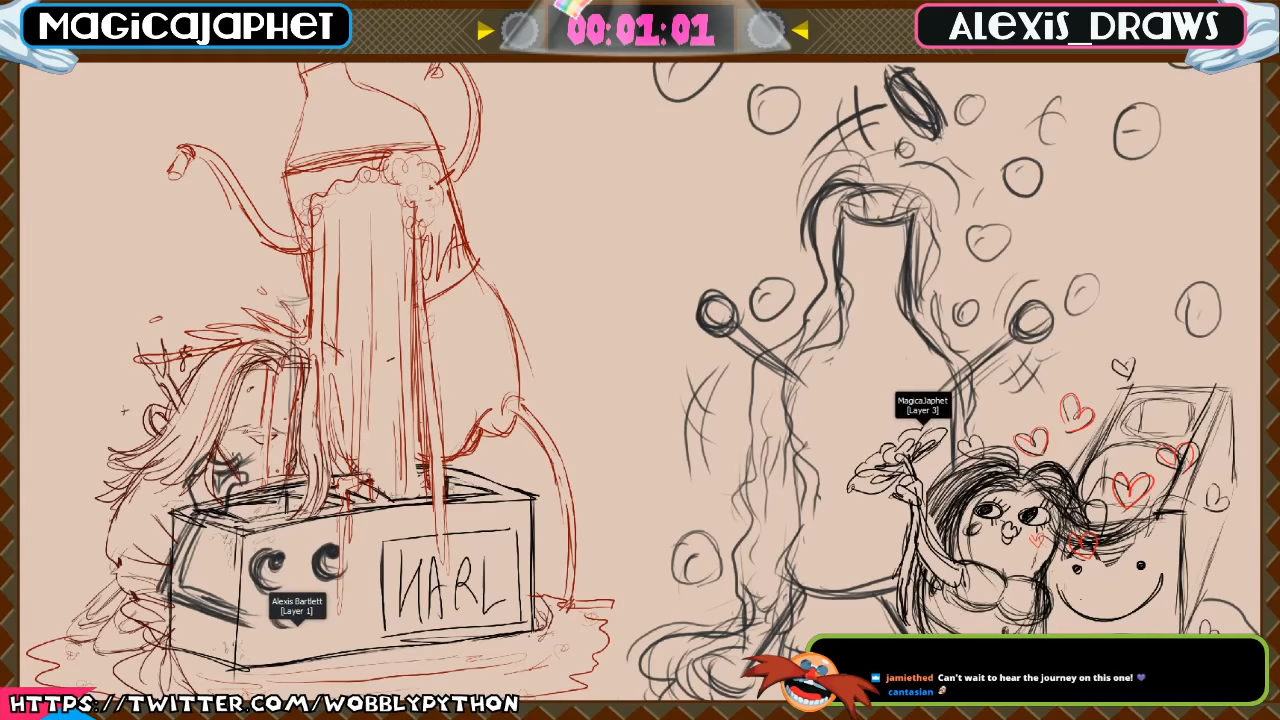 MAGICAJAPHET
00:01:01
ALEXIS_DRAWS
MagicaJaphet
[Layer 3]
NARL
Alexis Bartlett
[Layer 1]
jamiethed Can't wait to hear the journey on this one!
cantasian
HTTPS://TWITTER.COM/WOBBLYPYTHON